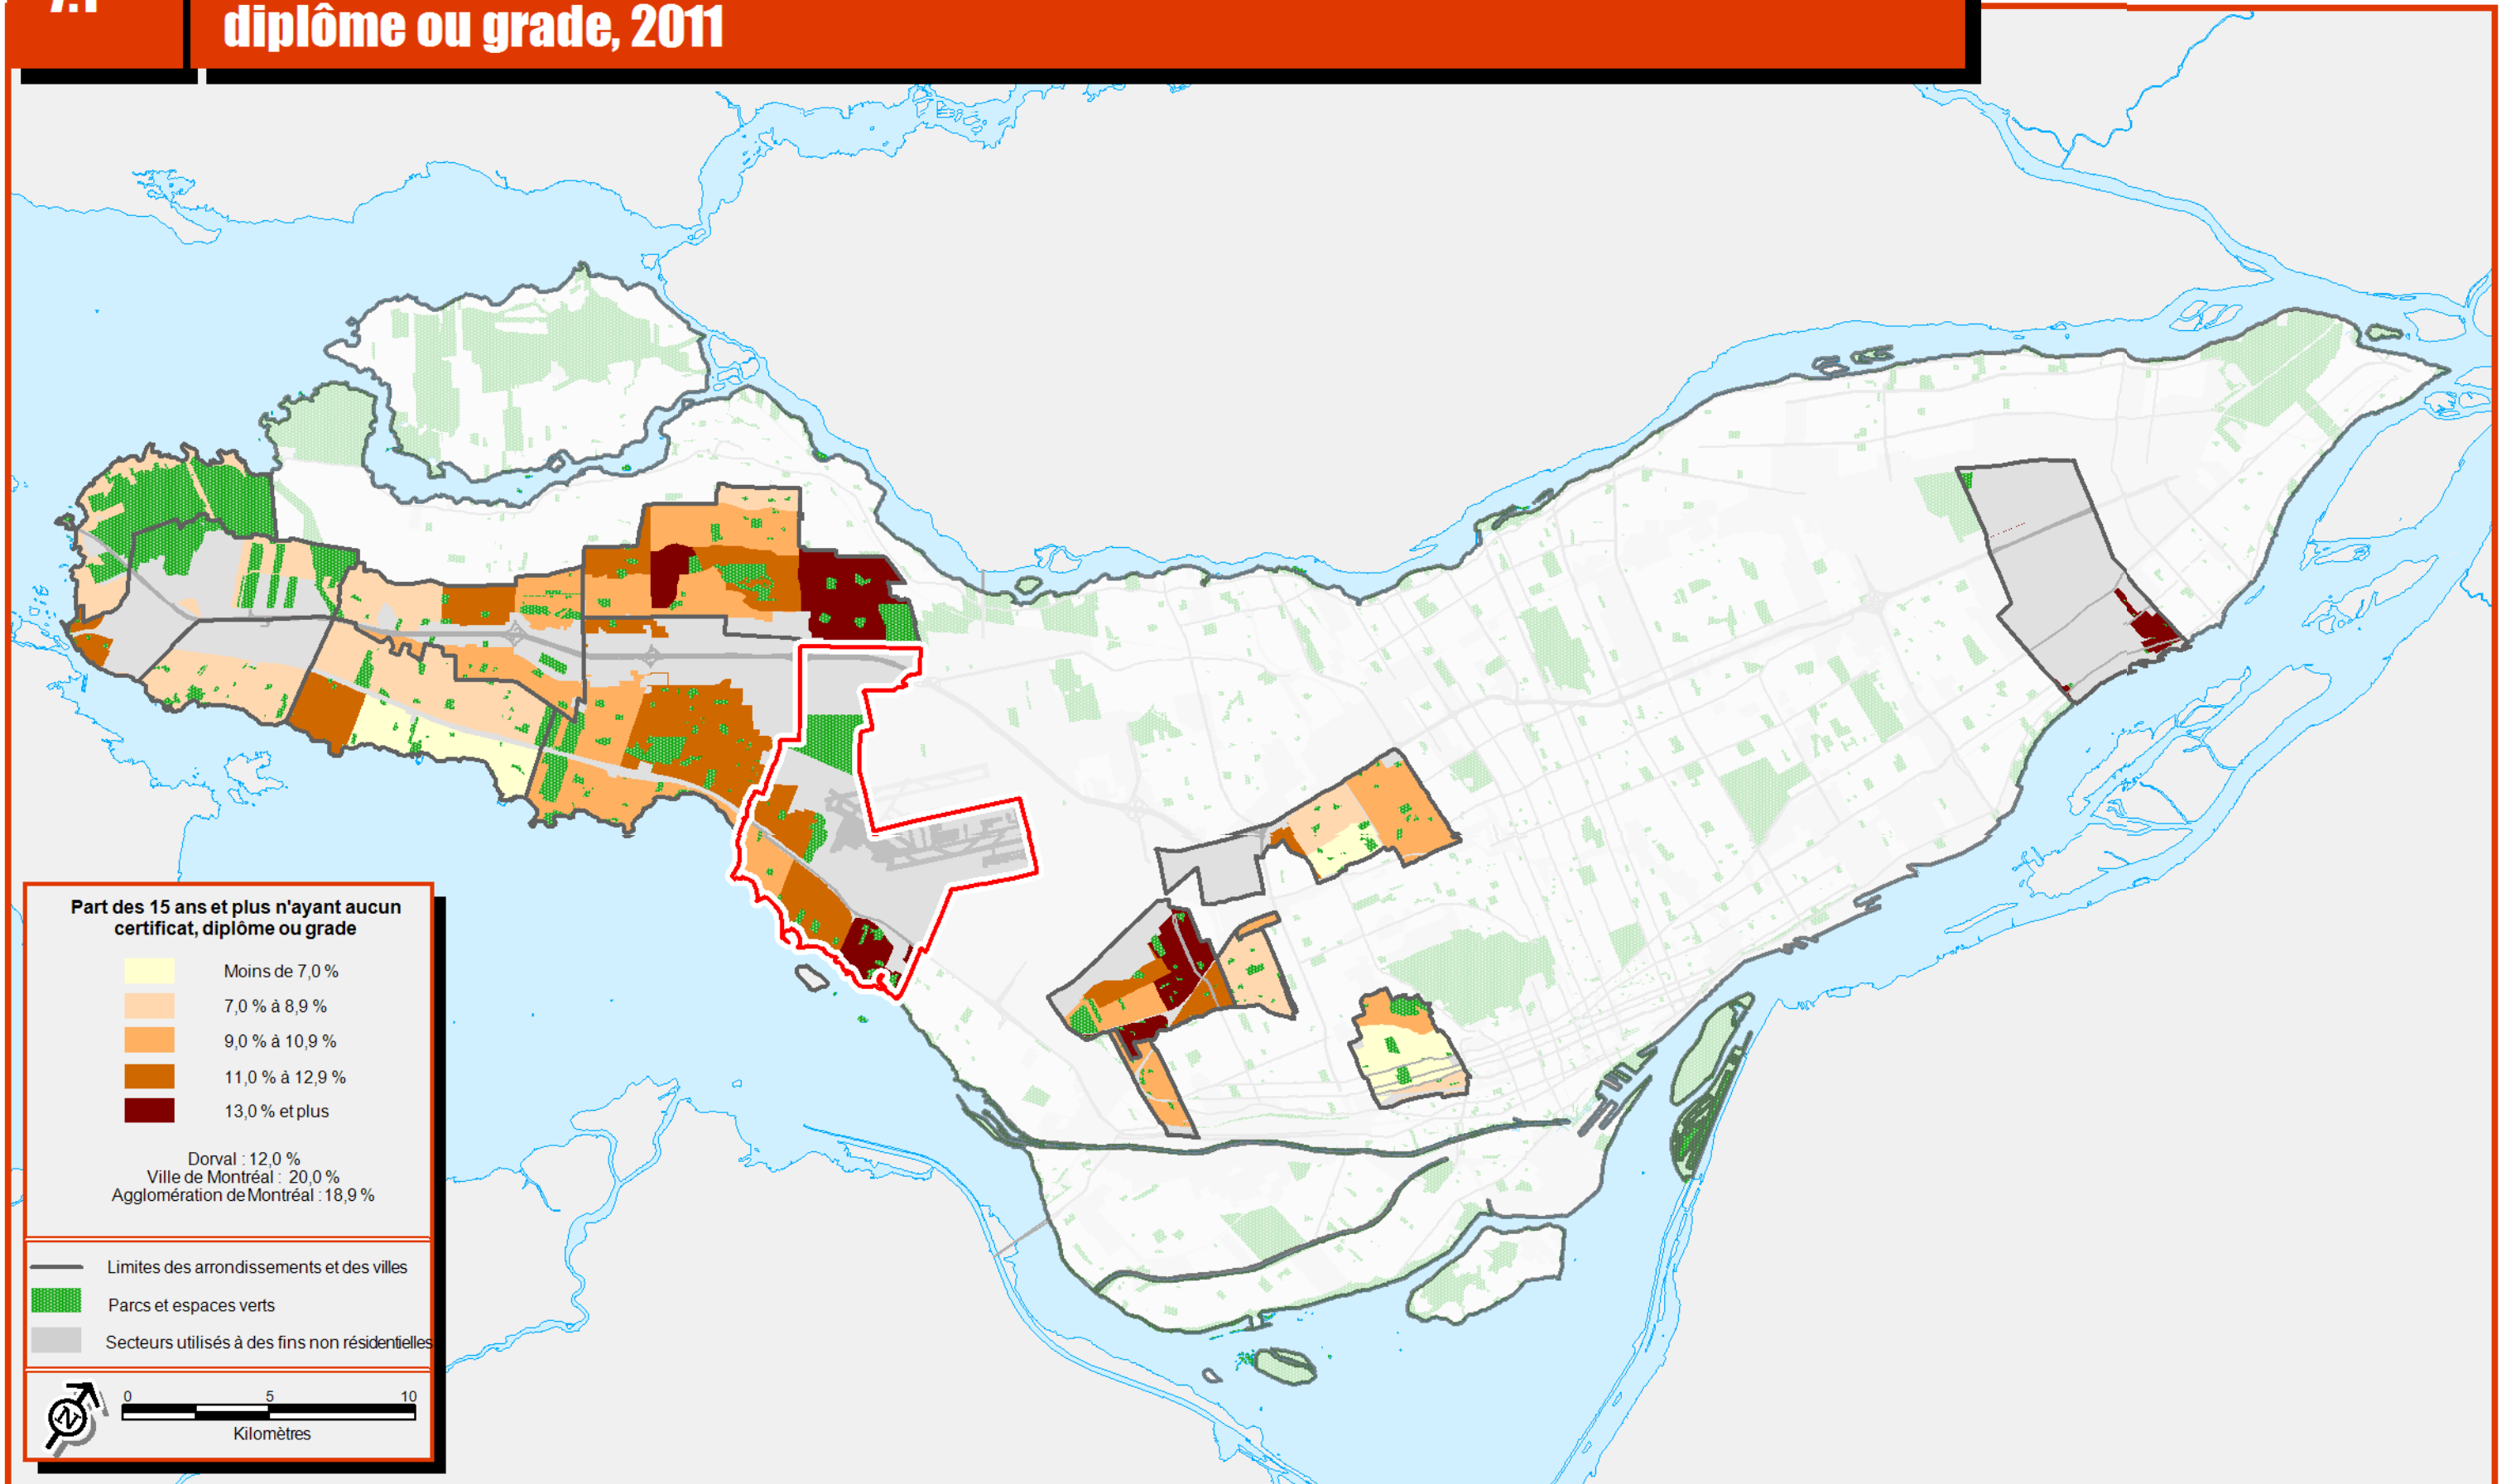 7.1
diplôme ou grade, 2011
Part des 15 ans et plus n'ayant aucun
certificat, diplôme ou grade
Moins de 7,0 %
7,0 % à 8,9 %
9,0 % à 10,9 %
11,0 % à 12,9 %
13,0 % et plus
Dorval : 12,0 %
Ville de Montréal : 20,0 %
Agglomération de Montréal : 18,9 %
Limites des arrondissements et des villes
Parcs et espaces verts
Secteurs utilisés à des fins non résidentielles
N
0 5 10
Kilomètres